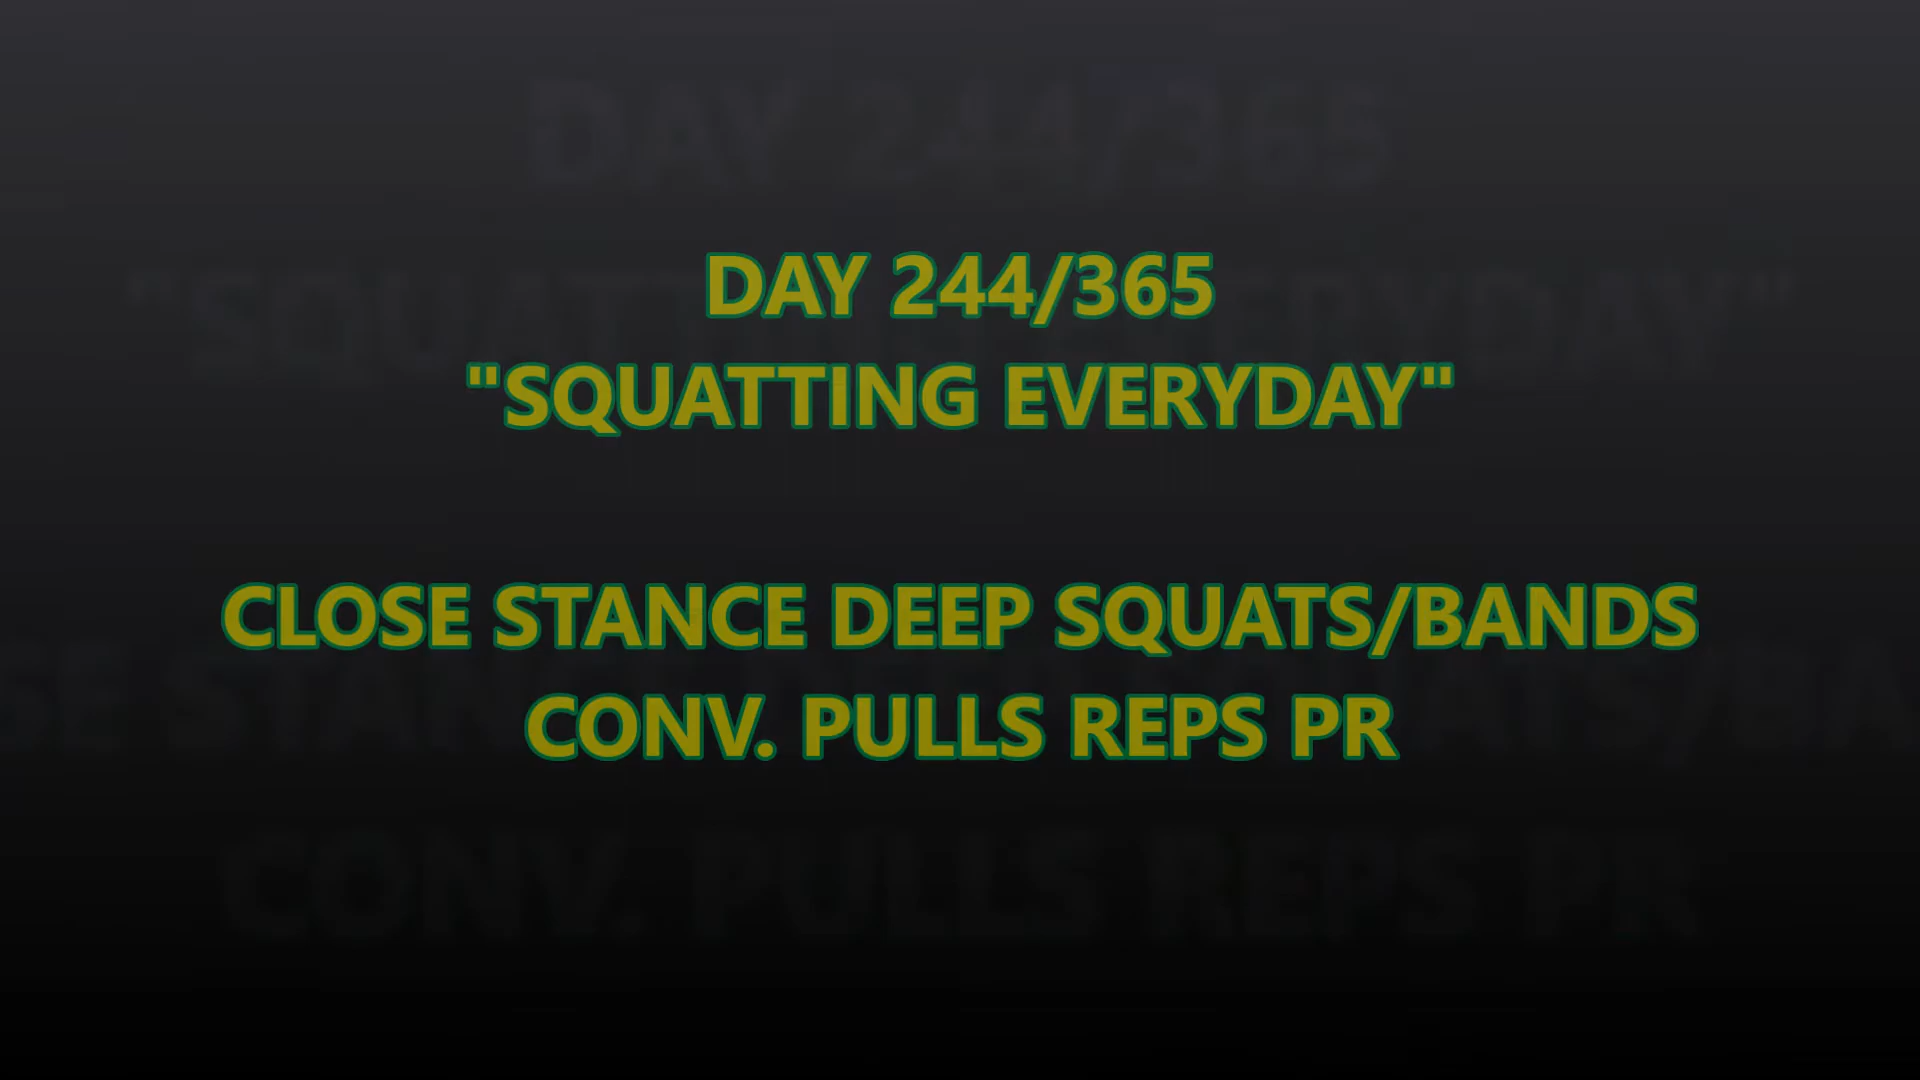 DAY 244/365
"SQUATTING EVERYDAY"
CLOSE STANCE DEEP SQUATS/BANDS
CONV. PULLS REPS PR